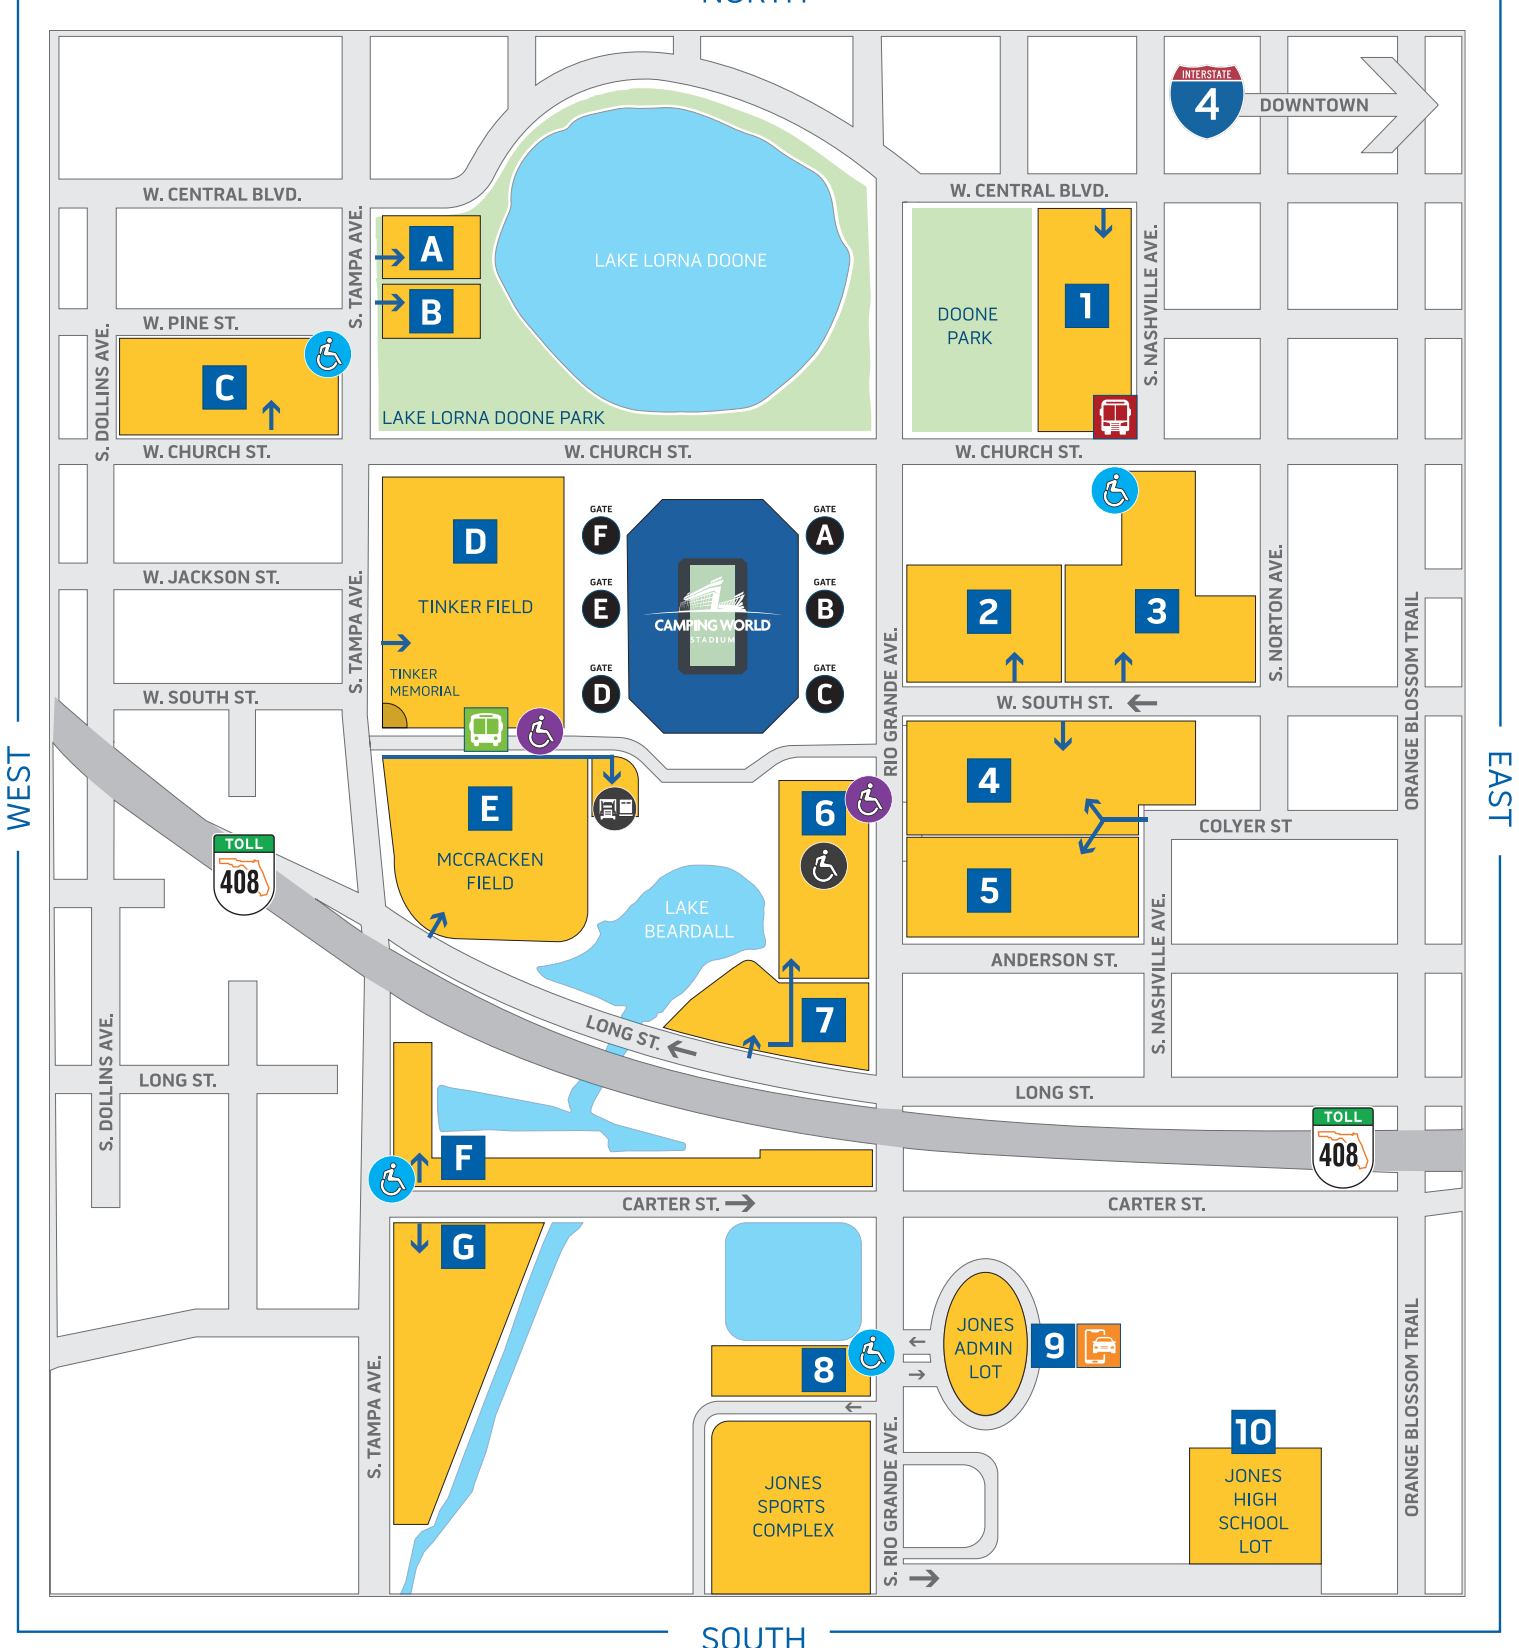 NORTH
INTERSTATE
4
DOWNTOWN
W. CENTRAL BLVD.
W. CENTRAL BLVD.
S. TAMPA AVE.
A
B
LAKE LORNA DOONE
DOONE
PARK
1
S. NASHVILLE AVE.
W. PINE ST.
C
S. DOLLINS AVE.
LAKE LORNA DOONE PARK
W. CHURCH ST.
W. CHURCH ST.
W. CHURCH ST.
D
TINKER FIELD
TINKER
MEMORIAL
GATE
F
GATE
E
GATE
D
CAMPING WORLD
STADIUM
GATE
A
GATE
B
GATE
C
W. JACKSON ST.
S. TAMPA AVE.
W. SOUTH ST.
RIO GRANDE AVE.
2
3
S. NORTON AVE.
ORANGE BLOSSOM TRAIL
W. SOUTH ST.
WEST
EAST
E
MCCRACKEN
FIELD
6
4
COLYER ST
5
TOLL
408
LAKE
BEARDALL
ANDERSON ST.
S. NASHVILLE AVE.
7
LONG ST.
S. DOLLINS AVE.
LONG ST.
LONG ST.
TOLL
408
F
CARTER ST.
CARTER ST.
G
S. TAMPA AVE.
JONES
ADMIN
LOT
9
8
S. RIO GRANDE AVE.
JONES
SPORTS
COMPLEX
10
JONES
HIGH
SCHOOL
LOT
ORANGE BLOSSOM TRAIL
SOUTH